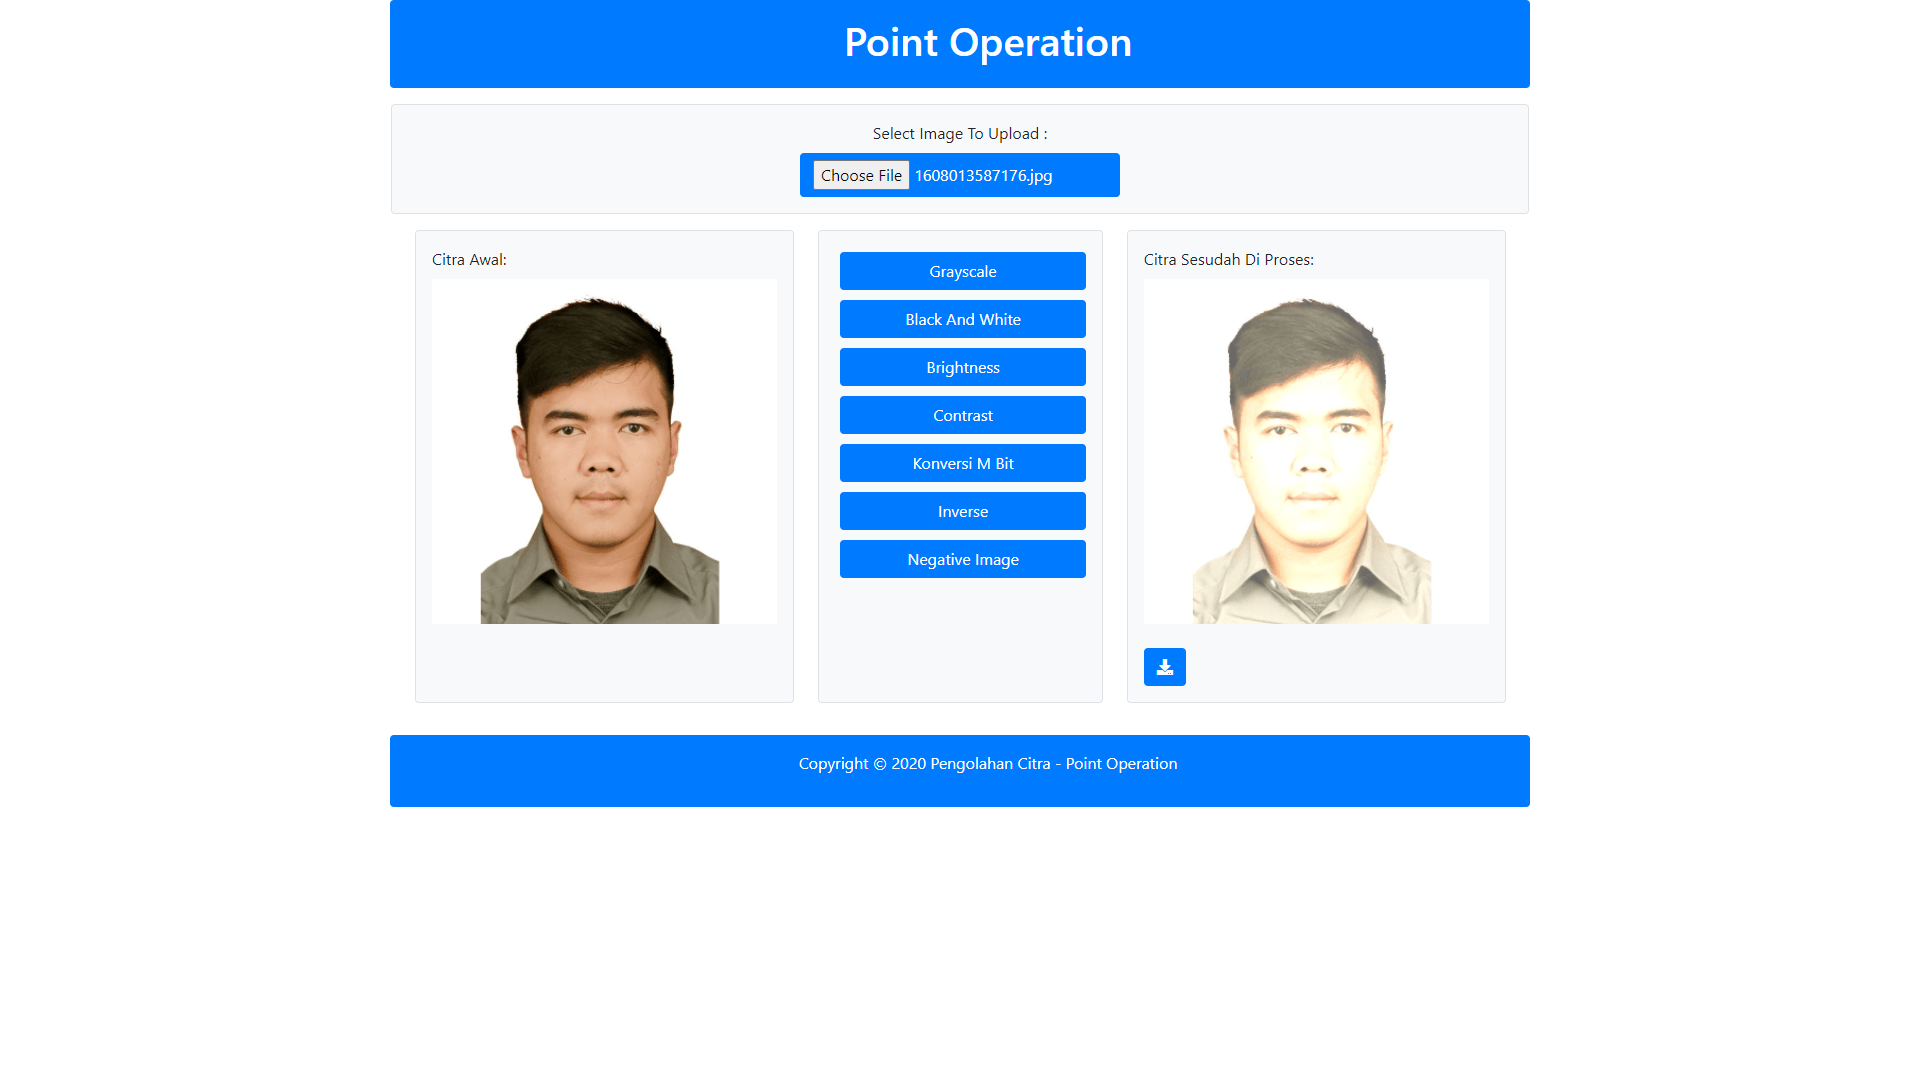 Point Operation
Select Image To Upload :
Choose File 1608013587176.jpg
Citra Awal:
Grayscale
Black And White
Brightness
Contrast
Konversi M Bit
Inverse
Negative Image
Citra Sesudah Di Proses:
Copyright © 2020 Pengolahan Citra - Point Operation